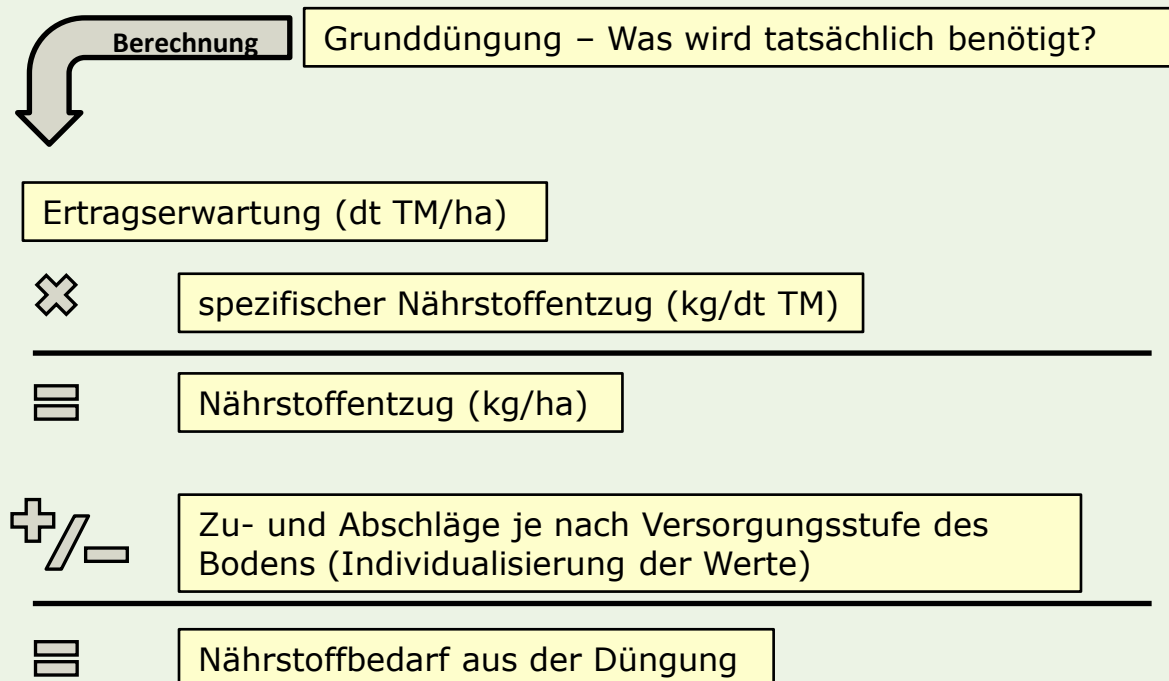 Berechnung
Grunddüngung – Was wird tatsächlich benötigt?
Ertragserwartung (dt TM/ha)
spezifischer Nährstoffentzug (kg/dt TM)
=
Nährstoffentzug (kg/ha)
+/-
Zu- und Abschläge je nach Versorgungsstufe des
Bodens (Individualisierung der Werte)
=
Nährstoffbedarf aus der Düngung